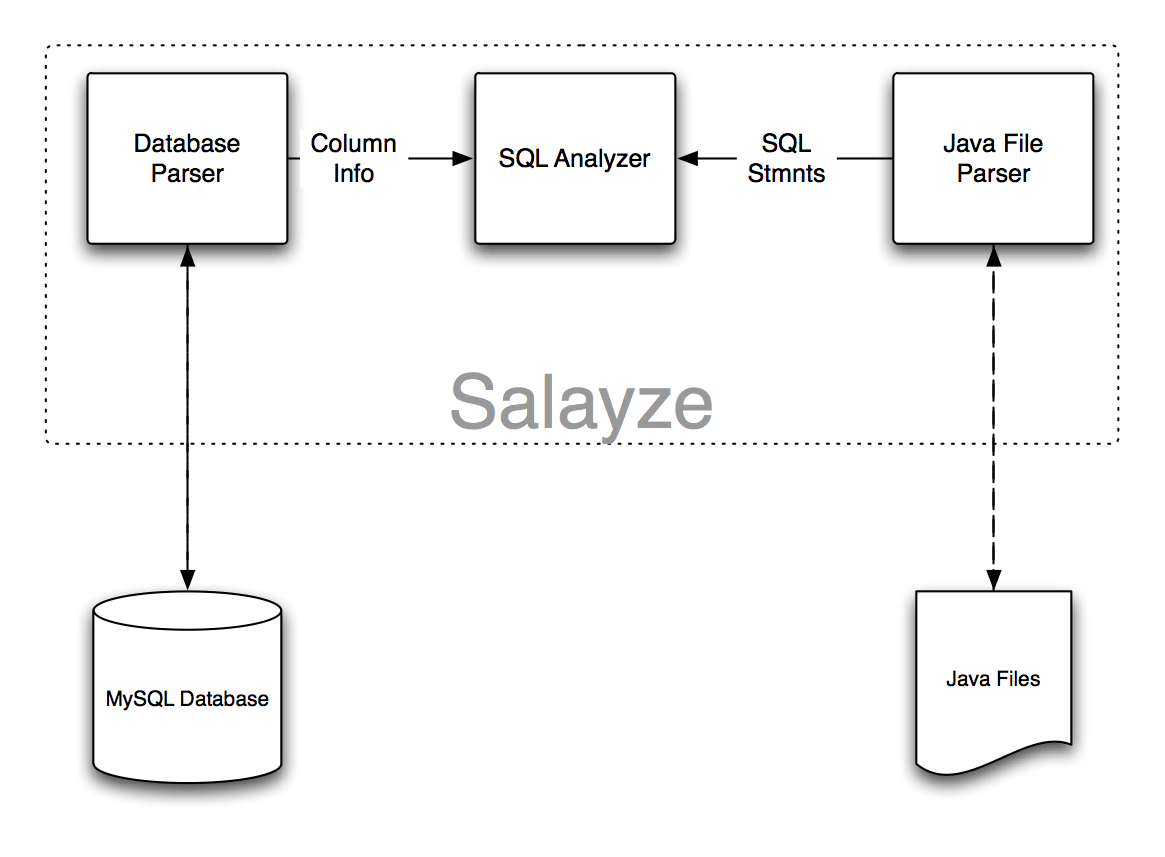 Database
Parser
Column
Info
SQL Analyzer
SQL
Stmnts
Java File
Parser
Salayze
MySQL Database
Java Files